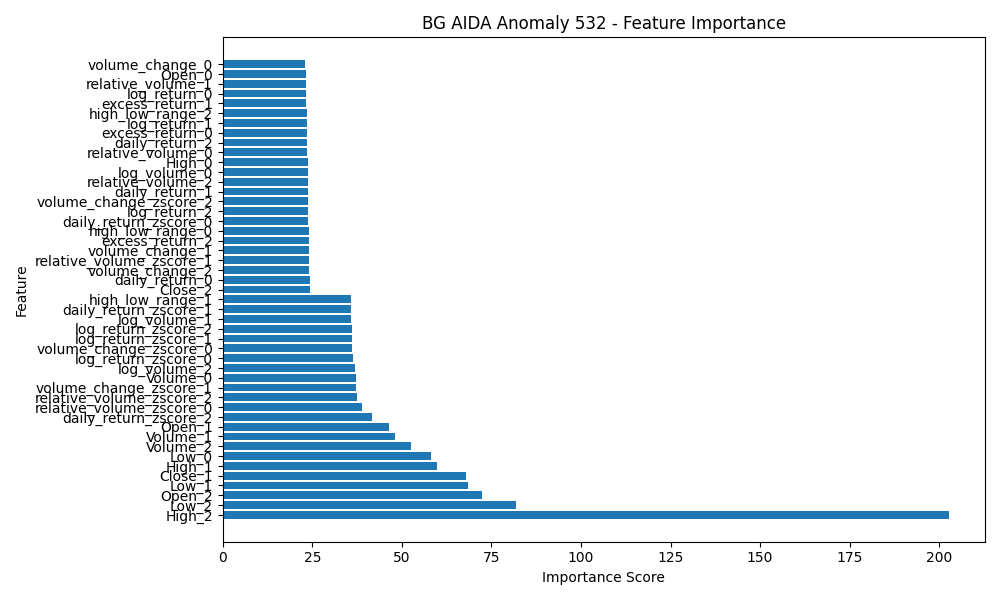 BG AIDA Anomaly 532 - Feature Importance
volume_change_0
Open_0
relative_volume_1
log_return_0
excess_return_1
high_low_range_2
log_return_1
excess_return_0
daily_return_2
relative_volume_0
High_0
log_volume_0
relative_volume_2
daily_return_1
volume_change_zscore_2
log_return_2
daily_return_zscore_0
high_low_range_0
excess_return_2
volume_change_1
relative_volume_zscore_1
volume_change_2
daily_return_0
Close_2
high_low_range_1
daily_return_zscore_1
log_volume_1
log_return_zscore_2
log_return_zscore_1
volume_change_zscore_0
log_return_zscore_0
log_volume_2
Volume_0
volume_change_zscore_1
relative_volume_zscore_2
relative_volume_zscore_0
daily_return_zscore_2
Open_1
Volume_1
Volume_2
Low_0
High_1
Close_1
Low_1
Open_2
Low_2
High_2
Feature
0 25 50 75 100 125 150 175 200
Importance Score